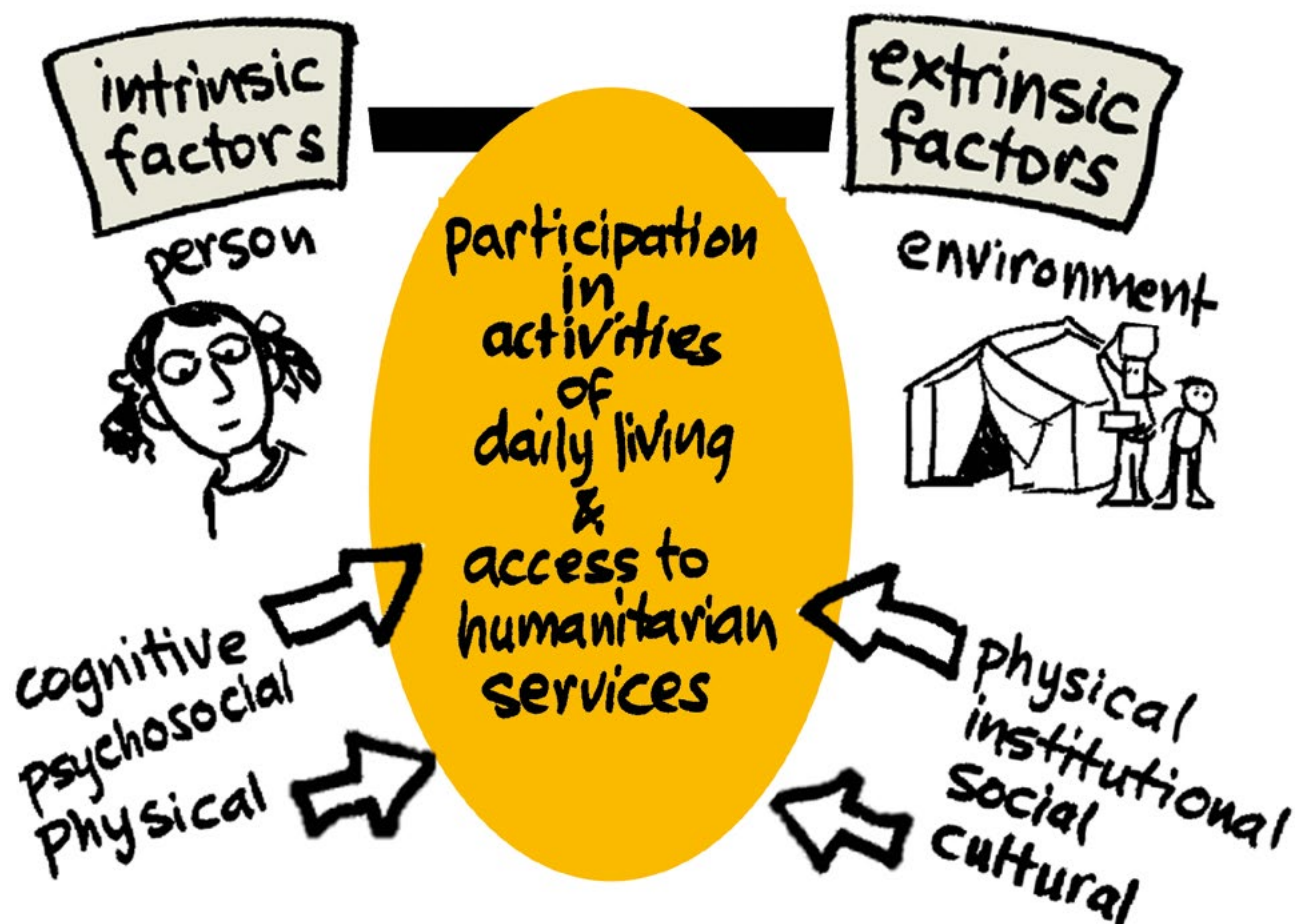 intrinsic
factors
person
cognitive
psychosocial
physical
participation
in
activities
of
daily living
&
access to
humanitarian
services
extrinsic
factors
environment
physical
institutional
social
cultural